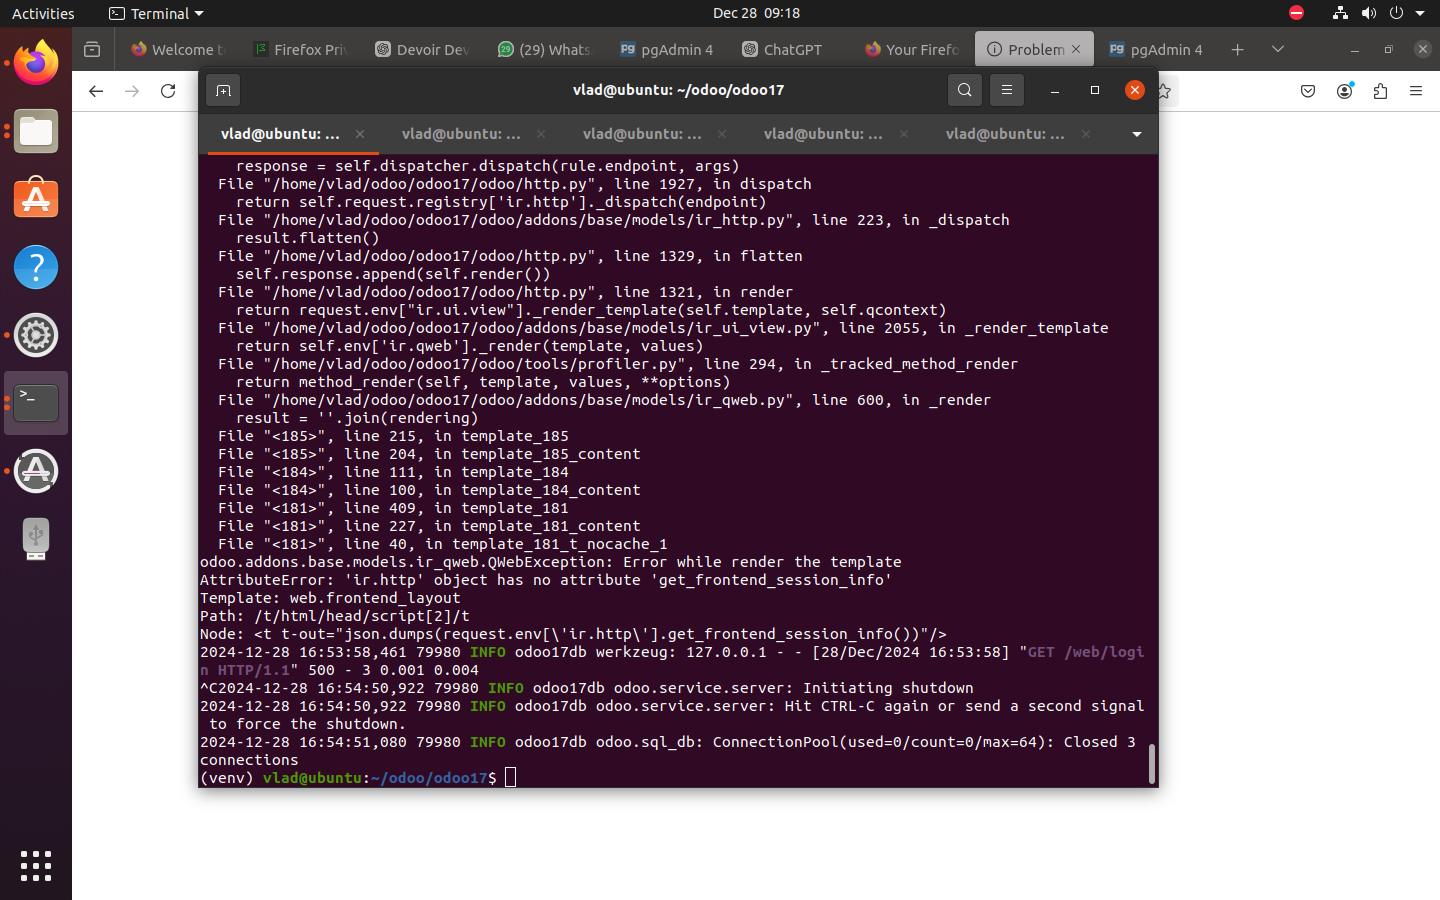 Activities
Terminal
Dec 28 09:18
Welcome t
Firefox Priv
Devoir Dev
(29) Whats
pgAdmin 4
ChatGPT
Your Firefo
Problem
pgAdmin 4
vlad@ubuntu: ~/odoo/odoo17
vlad@ubuntu: ...
vlad@ubuntu: ...
vlad@ubuntu: ...
vlad@ubuntu: ...
vlad@ubuntu: ...
response = self.dispatcher.dispatch(rule.endpoint, args)
File "/home/vlad/odoo/odoo17/odoo/http.py", line 1927, in dispatch
return self.request.registry['ir.http']._dispatch(endpoint)
File "/home/vlad/odoo/odoo17/odoo/addons/base/models/ir_http.py", line 223, in _dispatch
result.flatten()
File "/home/vlad/odoo/odoo17/odoo/http.py", line 1329, in flatten
self.response.append(self.render())
File "/home/vlad/odoo/odoo17/odoo/http.py", line 1321, in render
return request.env["ir.ui.view"]._render_template(self.template, self.qcontext)
File "/home/vlad/odoo/odoo17/odoo/addons/base/models/ir_ui_view.py", line 2055, in _render_template
return self.env['ir.qweb']._render(template, values)
File "/home/vlad/odoo/odoo17/odoo/tools/profiler.py", line 294, in _tracked_method_render
return method_render(self, template, values, **options)
File "/home/vlad/odoo/odoo17/odoo/addons/base/models/ir_qweb.py", line 600, in _render
result = ''.join(rendering)
File "<185>", line 215, in template_185
File "<185>", line 204, in template_185_content
File "<184>", line 111, in template_184
File "<184>", line 100, in template_184_content
File "<181>", line 409, in template_181
File "<181>", line 227, in template_181_content
File "<181>", line 40, in template_181_t_nocache_1
odoo.addons.base.models.ir_qweb.QWebException: Error while render the template
AttributeError: 'ir.http' object has no attribute 'get_frontend_session_info'
Template: web.frontend_layout
Path: /t/html/head/script[2]/t
Node: <t t-out="json.dumps(request.env[\'ir.http\'].get_frontend_session_info())"/>
2024-12-28 16:53:58,461 79980 INFO odoo17db werkzeug: 127.0.0.1 - - [28/Dec/2024 16:53:58] "GET /web/logi
n HTTP/1.1" 500 - 3 0.001 0.004
^C2024-12-28 16:54:50,922 79980 INFO odoo17db odoo.service.server: Initiating shutdown
2024-12-28 16:54:50,922 79980 INFO odoo17db odoo.service.server: Hit CTRL-C again or send a second signal
to force the shutdown.
2024-12-28 16:54:51,080 79980 INFO odoo17db odoo.sql_db: ConnectionPool(used=0/count=0/max=64): Closed 3
connections
(venv) vlad@ubuntu:~/odoo/odoo17$